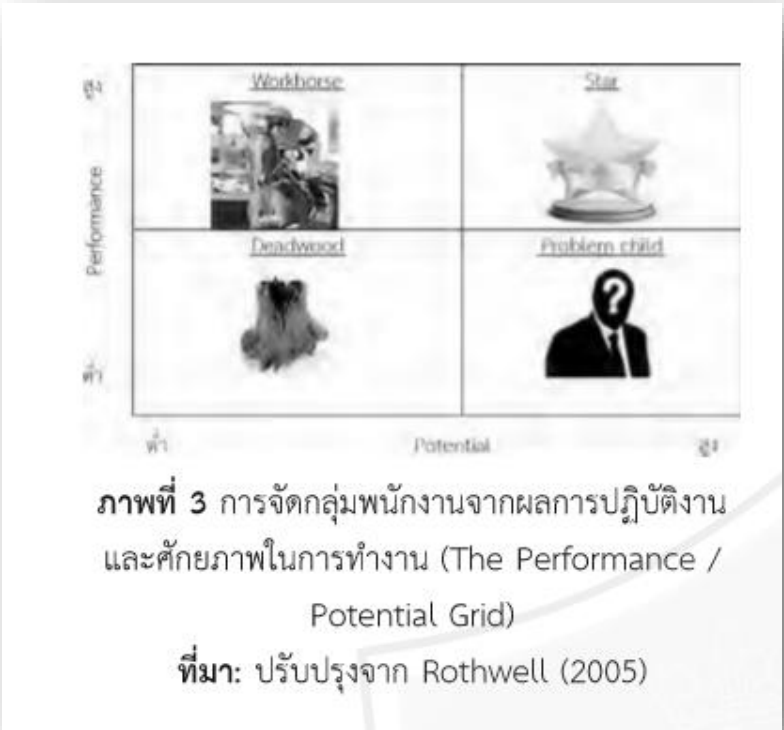 สูง
Workhorse
Star
Performance
Deadwood
Problem child
?
ต่ำ
ต่ำ
Potential
สูง
ภาพที่ 3 การจัดกลุ่มพนักงานจากผลการปฏิบัติงาน
และศักยภาพในการทำงาน (The Performance /
Potential Grid)
ที่มา: ปรับปรุงจาก Rothwell (2005)